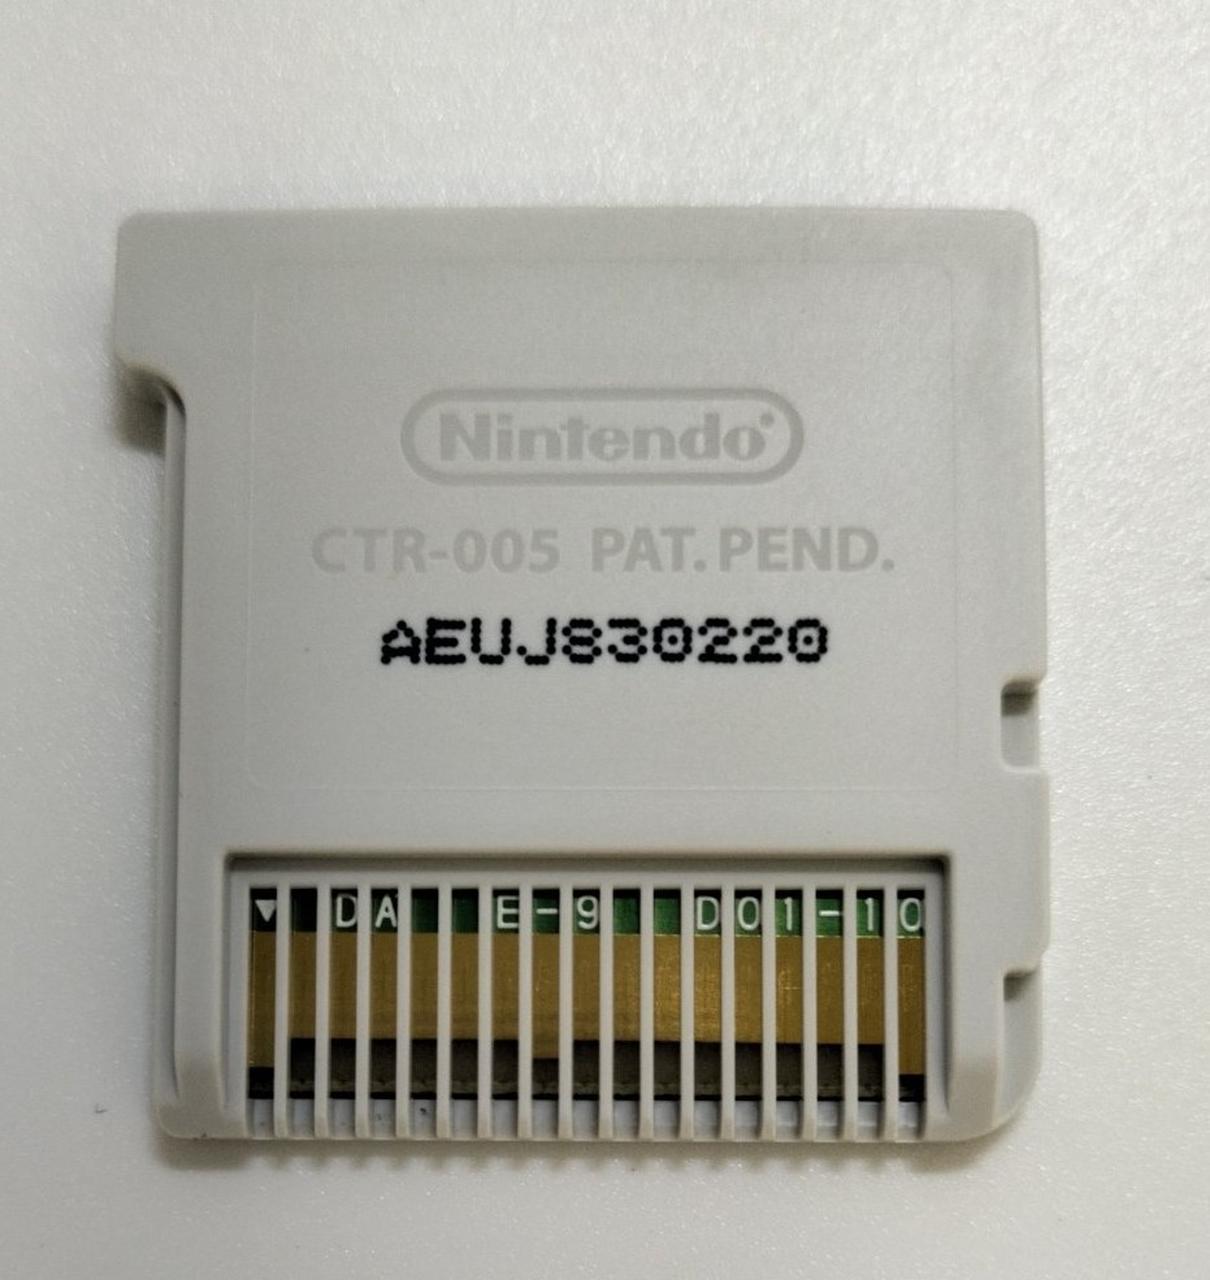 Nintendo
CTR-005 PAT. PEND.
AEUJ830220
DA E-9 D01-10